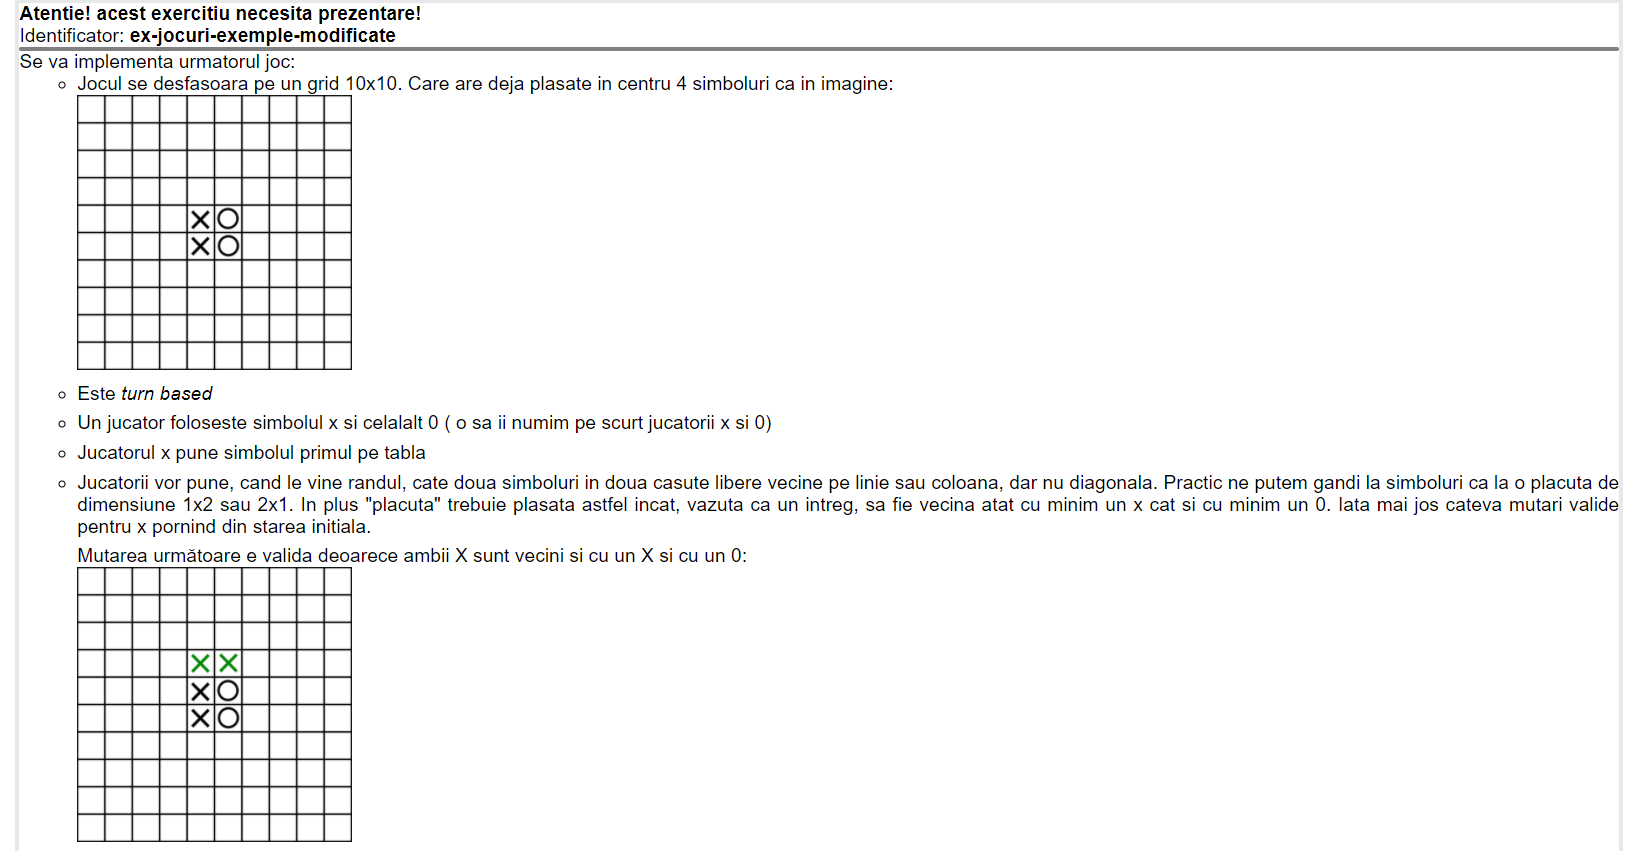 Atentie! acest exercitiu necesita prezentare!
Identificator: ex-jocuri-exemple-modificate
Se va implementa urmatorul joc:
Jocul se desfasoara pe un grid 10x10. Care are deja plasate in centru 4 simboluri ca in imagine:
X O
X O
Este turn based
Un jucator foloseste simbolul x si celalalt 0 ( o sa ii numim pe scurt jucatorii x si 0)
Jucatorul x pune simbolul primul pe tabla
Jucatorii vor pune, cand le vine randul, cate doua simboluri in doua casute libere vecine pe linie sau coloana, dar nu diagonala. Practic ne putem gandi la simboluri ca la o placuta de
dimensiune 1x2 sau 2x1. In plus "placuta" trebuie plasata astfel incat, vazuta ca un intreg, sa fie vecina atat cu minim un x cat si cu minim un 0. Iata mai jos cateva mutari valide
pentru x pornind din starea initiala.
Mutarea următoare e valida deoarece ambii X sunt vecini si cu un X si cu un 0:
X X
X O
X O